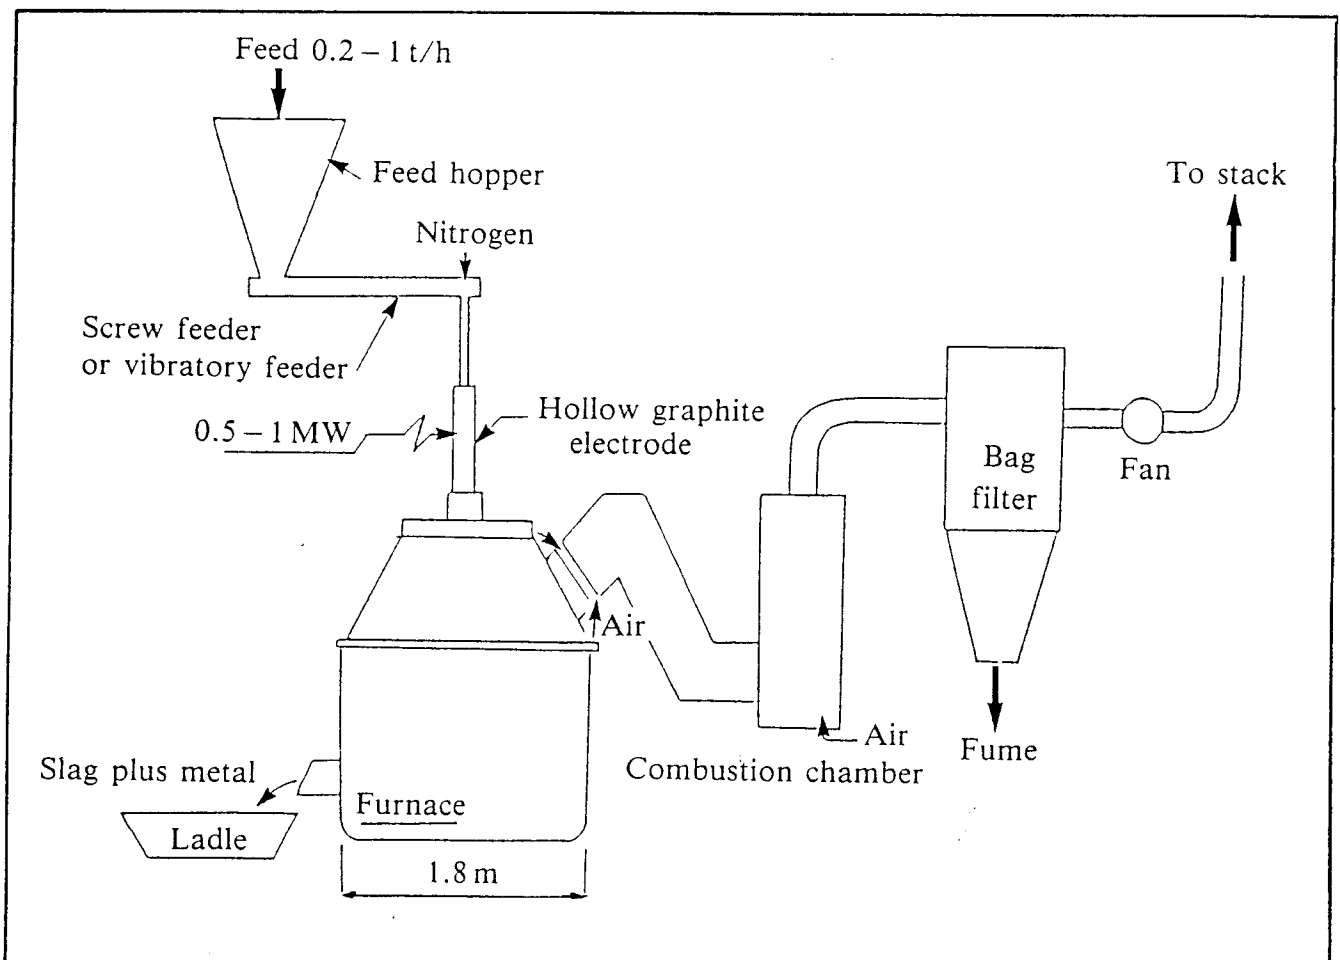 Feed 0.2 – 1 t/h
Feed hopper
To stack
Nitrogen
Screw feeder
or vibratory feeder
0.5 – 1 MW
Hollow graphite
electrode
Bag
filter
Fan
Air
Air
Fume
Combustion chamber
Slag plus metal
Furnace
Ladle
1.8 m